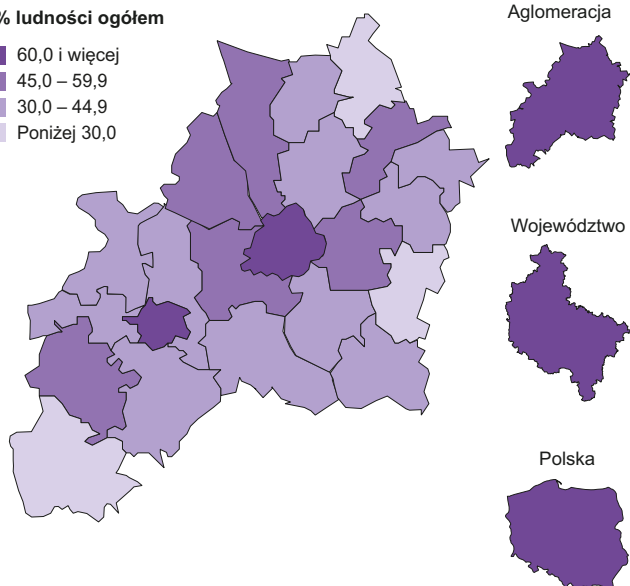 % ludności ogółem
60,0 i więcej
45,0 – 59,9
30,0 – 44,9
Poniżej 30,0
Aglomeracja
Województwo
Polska